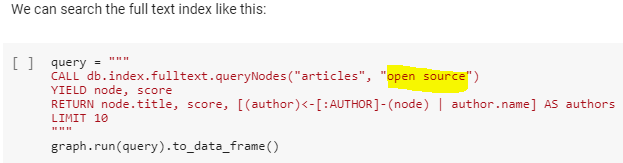 We can search the full text index like this:
[ ] query = """
CALL db.index.fulltext.queryNodes("articles", "open source")
YIELD node, score
RETURN node.title, score, [(author)<-[:AUTHOR]-(node) | author.name] AS authors
LIMIT 10
"""
graph.run(query).to_data_frame()